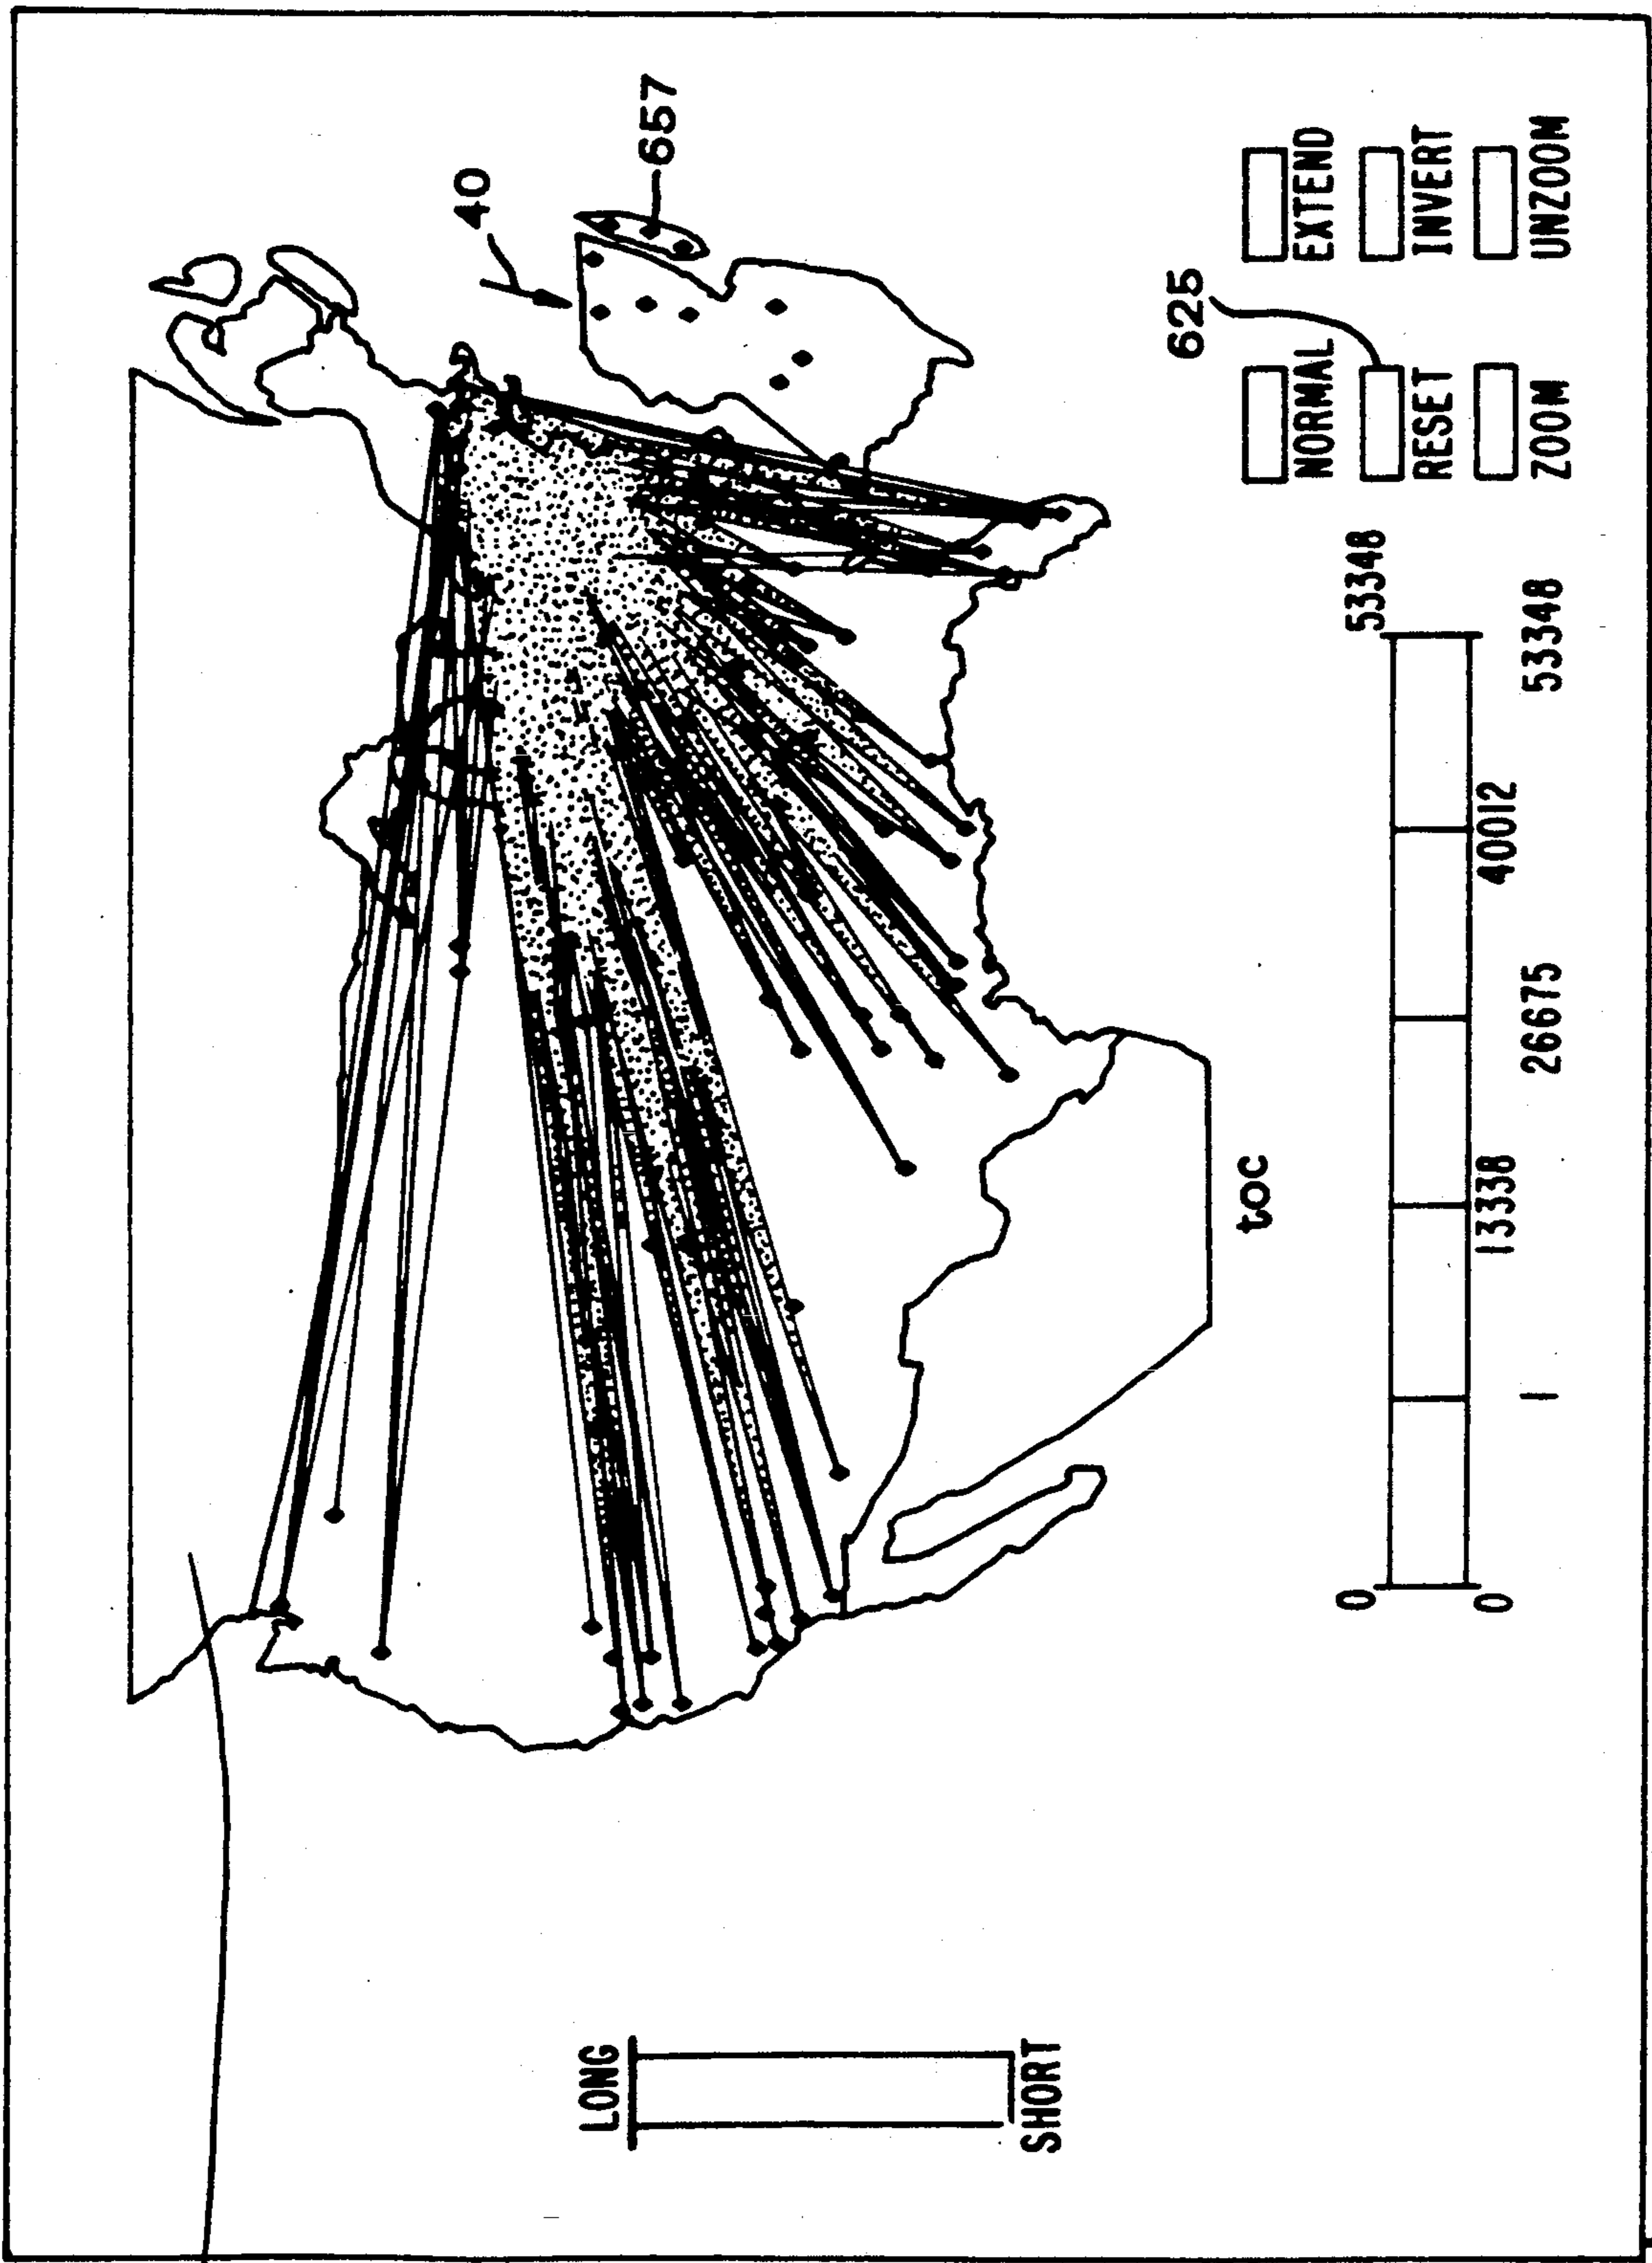 40
657
LONG
SHORT
toc
625
NORMAL
EXTEND
RESET
INVERT
ZOOM
UNZOOM
0
53348
0
1
13338
26675
40012
53348